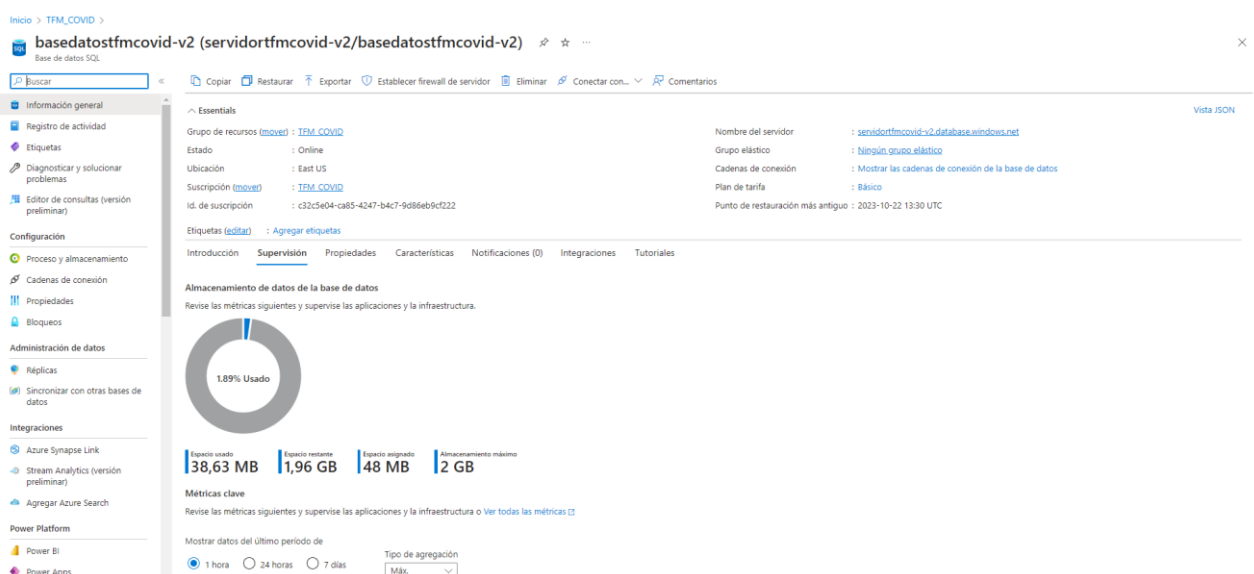 Inicio > TFM_COVID >
basedatostfmcovid-v2 (servidortfmcovid-v2/basedatostfmcovid-v2)
Base de datos SQL
Buscar
Información general
Registro de actividad
Etiquetas
Diagnosticar y solucionar
problemas
Editor de consultas (versión
preliminar)
Configuración
Proceso y almacenamiento
Cadenas de conexión
Propiedades
Bloqueos
Administración de datos
Réplicas
Sincronizar con otras bases de
datos
Integraciones
Azure Synapse Link
Stream Analytics (versión
preliminar)
Agregar Azure Search
Power Platform
Power BI
Power Apps
Copiar Restaurar Exportar Establecer firewall de servidor Eliminar Conectar con... Comentarios
Essentials
Vista JSON
Grupo de recursos (mover) : TFM_COVID
Estado : Online
Ubicación : East US
Suscripción (mover) : TFM_COVID
Id. de suscripción : c32c5e04-ca85-4247-b4c7-9d86eb9cf222
Nombre del servidor : servidortfmcovid-v2.database.windows.net
Grupo elástico : Ningún grupo elástico
Cadenas de conexión : Mostrar las cadenas de conexión de la base de datos
Plan de tarifa : Básico
Punto de restauración más antiguo : 2023-10-22 13:30 UTC
Etiquetas (editar) : Agregar etiquetas
Introducción Supervisión Propiedades Características Notificaciones (0) Integraciones Tutoriales
Almacenamiento de datos de la base de datos
Revise las métricas siguientes y supervise las aplicaciones y la infraestructura.
1.89% Usado
Espacio usado
38,63 MB
Espacio restante
1,96 GB
Espacio asignado
48 MB
Almacenamiento máximo
2 GB
Métricas clave
Revise las métricas siguientes y supervise las aplicaciones y la infraestructura o Ver todas las métricas
Mostrar datos del último período de
1 hora 24 horas 7 días
Tipo de agregación
Máx.